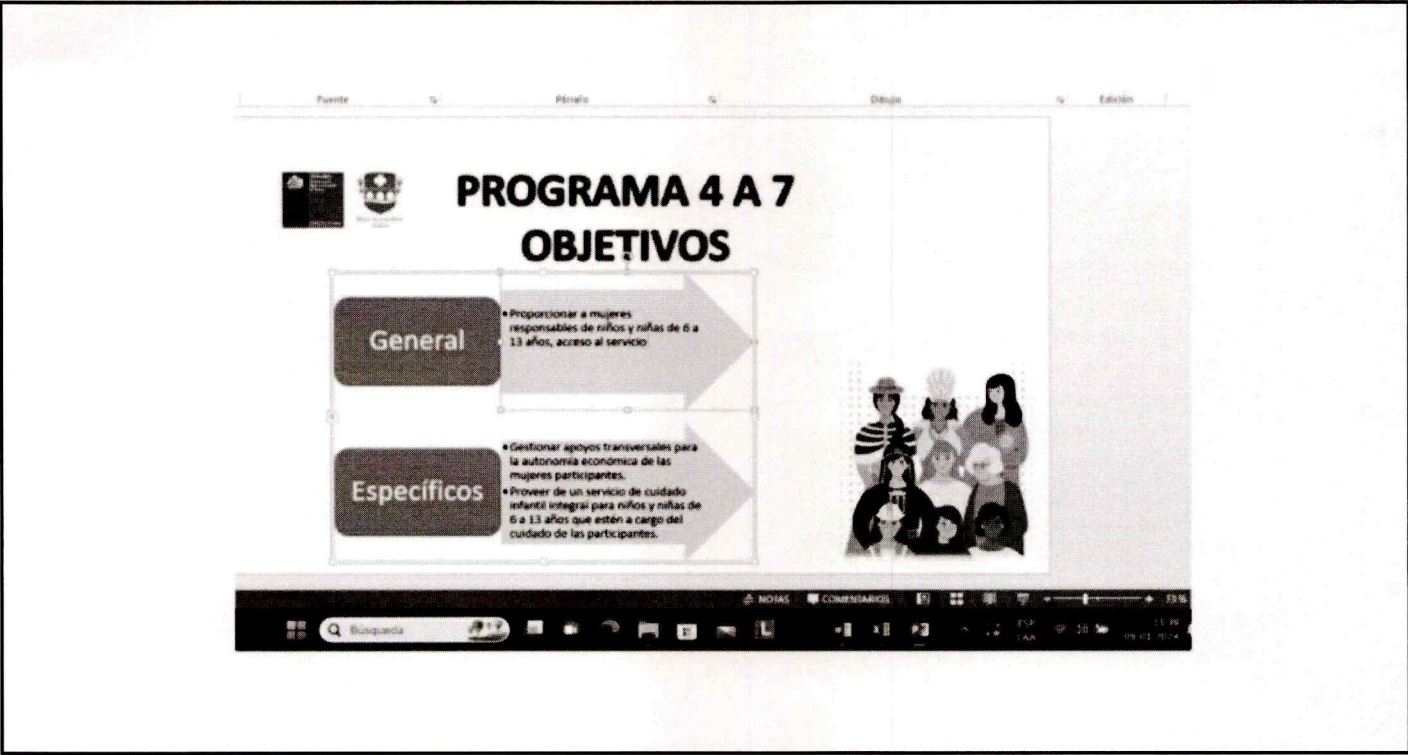 Fuente
Párrafo
Dibujo
Edición
PROGRAMA 4 A 7
OBJETIVOS
General
•Proporcionar a mujeres
responsables de niños y niñas de 6 a
13 años, acceso al servicio
Específicos
•Gestionar apoyos transversales para
la autonomía económica de las
mujeres participantes.
•Proveer de un servicio de cuidado
infantil integral para niños y niñas de
6 a 13 años que estén a cargo del
cuidado de las participantes.
NOTAS
COMENTARIOS
Búsqueda
ESP